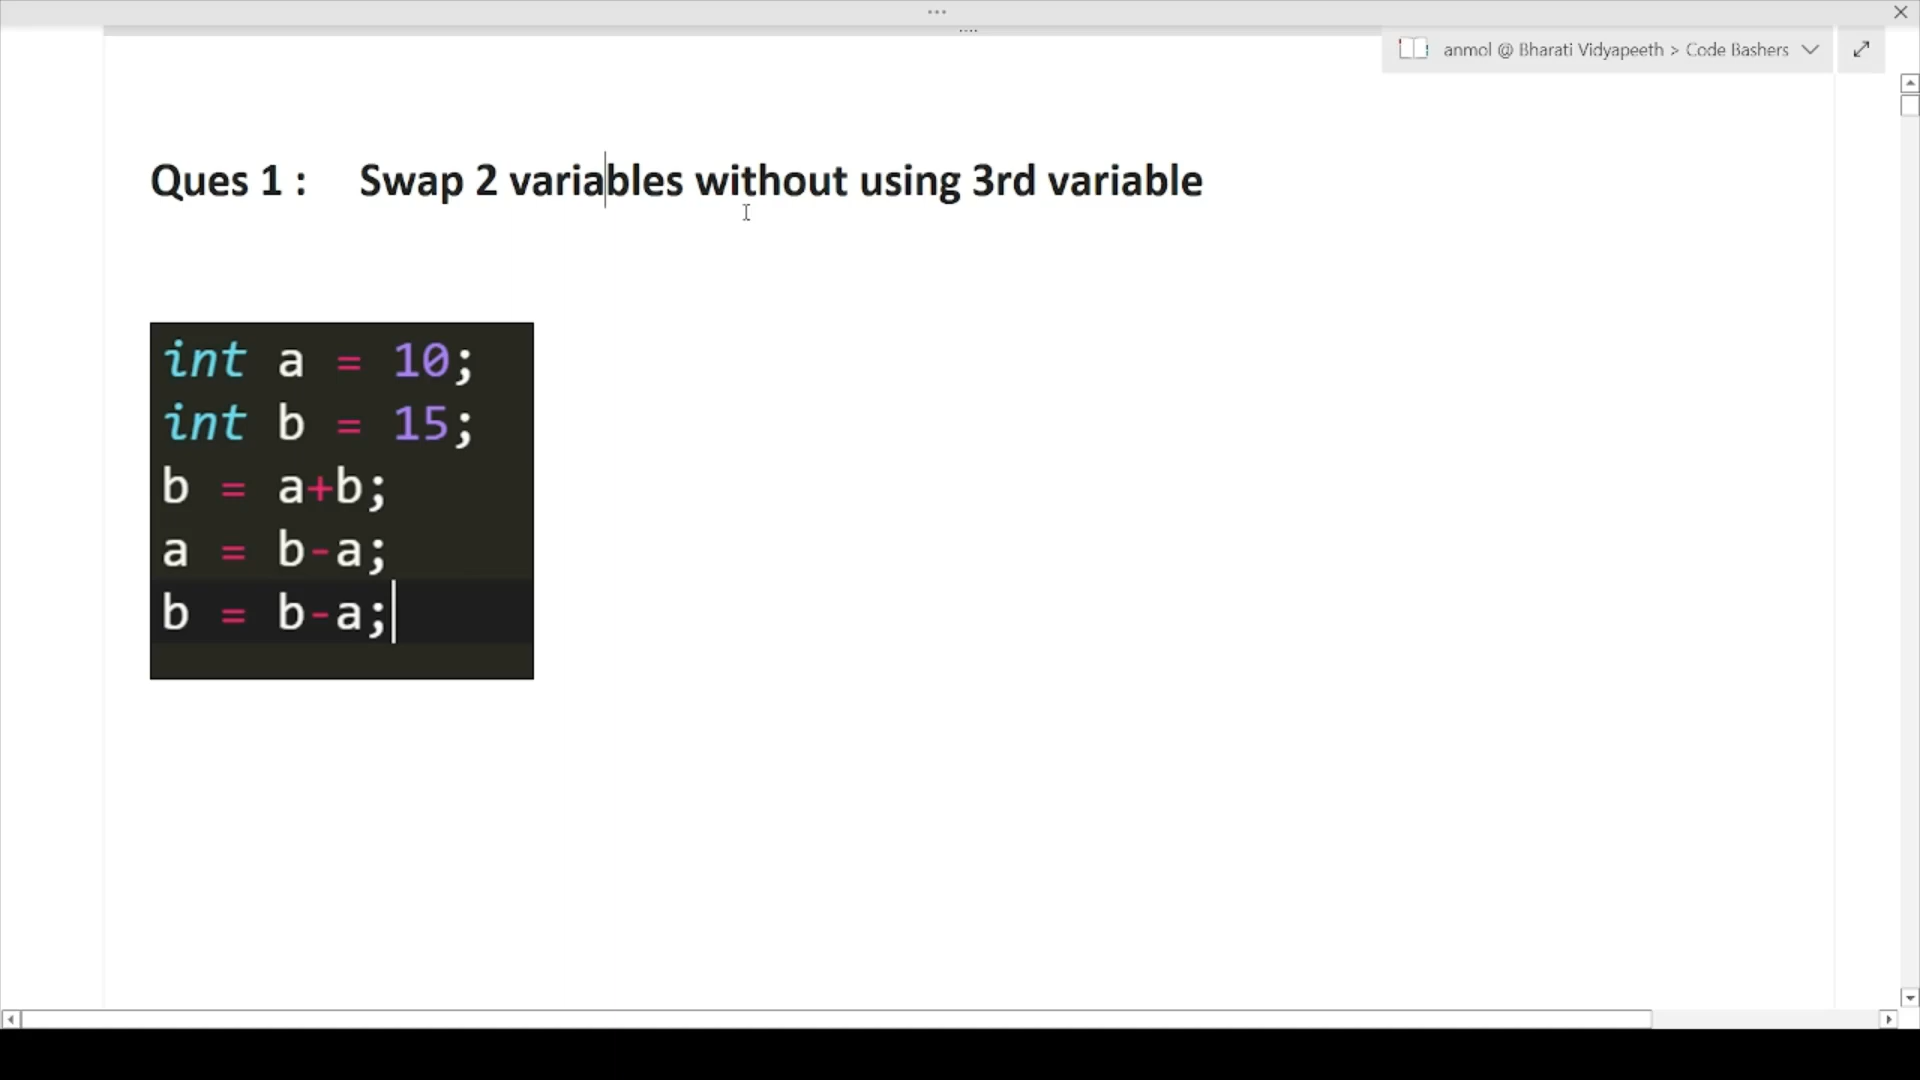 anmol @ Bharati Vidyapeeth > Code Bashers
Ques 1 : Swap 2 variables without using 3rd variable
int a = 10;
int b = 15;
b = a+b;
a = b-a;
b = b-a;